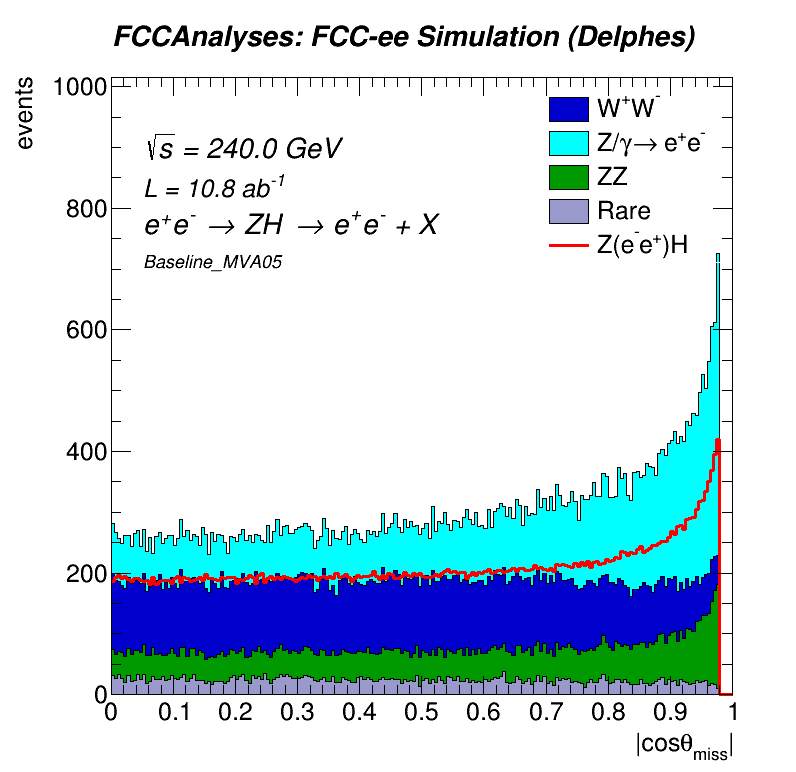 FCCAnalyses: FCC-ee Simulation (Delphes)
events
1000
800
600
400
200
0
√s = 240.0 GeV
L = 10.8 ab⁻¹
e⁺e⁻ → ZH → e⁺e⁻ + X
Baseline_MVA05
W⁺W⁻
Z/γ→ e⁺e⁻
ZZ
Rare
Z(e⁻e⁺)H
0 0.1 0.2 0.3 0.4 0.5 0.6 0.7 0.8 0.9 1
|cosθ_miss|